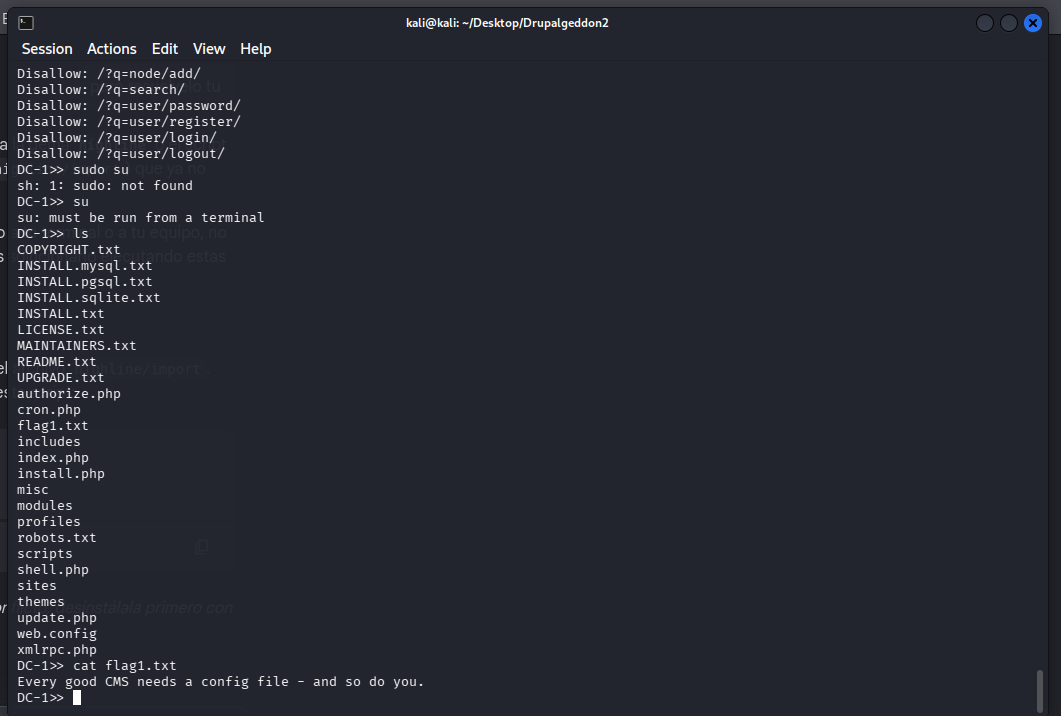 kali@kali: ~/Desktop/Drupalgeddon2
Session Actions Edit View Help
Disallow: /?q=node/add/
Disallow: /?q=search/
Disallow: /?q=user/password/
Disallow: /?q=user/register/
Disallow: /?q=user/login/
Disallow: /?q=user/logout/
DC-1>> sudo su
sh: 1: sudo: not found
DC-1>> su
su: must be run from a terminal
DC-1>> ls
COPYRIGHT.txt
INSTALL.mysql.txt
INSTALL.pgsql.txt
INSTALL.sqlite.txt
INSTALL.txt
LICENSE.txt
MAINTAINERS.txt
README.txt
UPGRADE.txt
authorize.php
cron.php
flag1.txt
includes
index.php
install.php
misc
modules
profiles
robots.txt
scripts
shell.php
sites
themes
update.php
web.config
xmlrpc.php
DC-1>> cat flag1.txt
Every good CMS needs a config file - and so do you.
DC-1>>